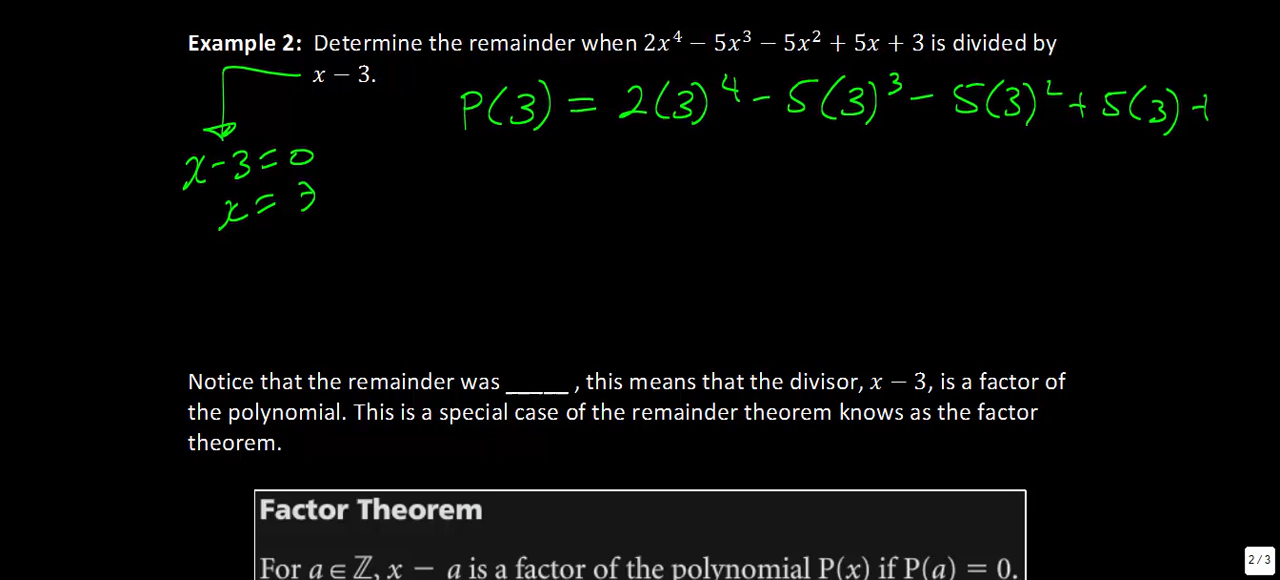 Example 2: Determine the remainder when 2x⁴ − 5x³ − 5x² + 5x + 3 is divided by
x − 3.
P(3) = 2(3)⁴ − 5(3)³ − 5(3)² + 5(3) +
x − 3 = 0
x = 3
Notice that the remainder was _____ , this means that the divisor, x − 3, is a factor of
the polynomial. This is a special case of the remainder theorem knows as the factor
theorem.
Factor Theorem
For a ∈ ℤ, x − a is a factor of the polynomial P(x) if P(a) = 0.
2/3